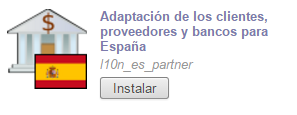 $
Adaptación de los clientes,
proveedores y bancos para
España
l10n_es_partner
Instalar